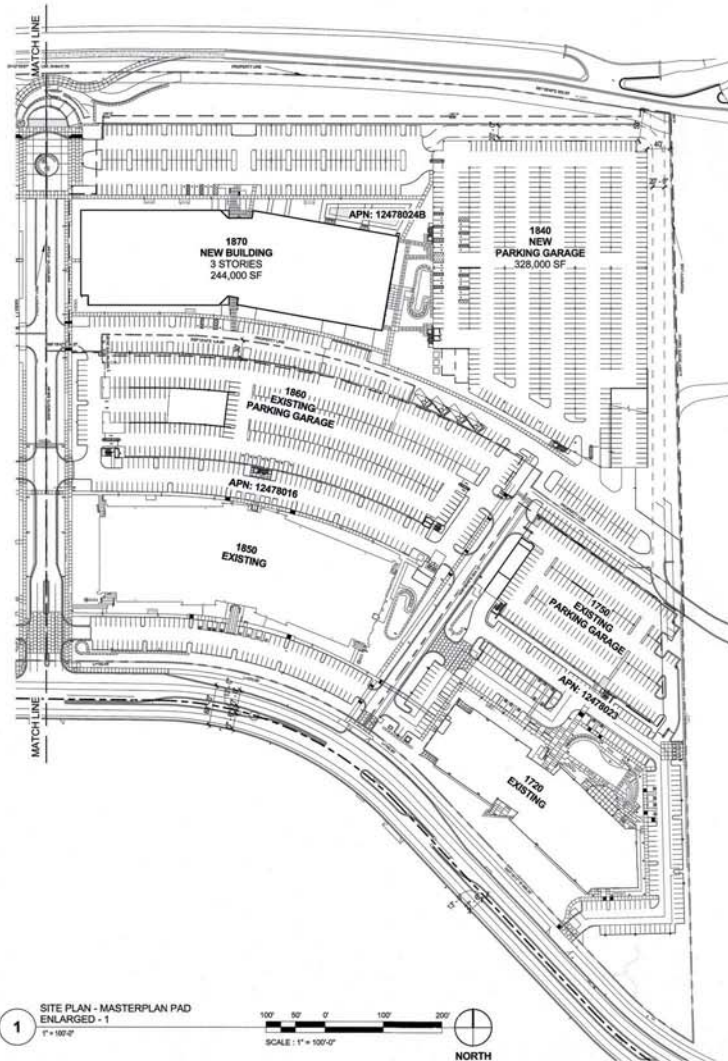 MATCH LINE
PROPERTY LINE
APN: 12478024B
1870
NEW BUILDING
3 STORIES
244,000 SF
1840
NEW
PARKING GARAGE
328,000 SF
1860
EXISTING
PARKING GARAGE
APN: 12478016
1850
EXISTING
1750
EXISTING
PARKING GARAGE
APN: 12478023
1720
EXISTING
MATCH LINE
1
SITE PLAN - MASTERPLAN PAD
ENLARGED - 1
1" = 100'-0"
100' 50' 0' 100' 200'
SCALE : 1" = 100'-0"
NORTH